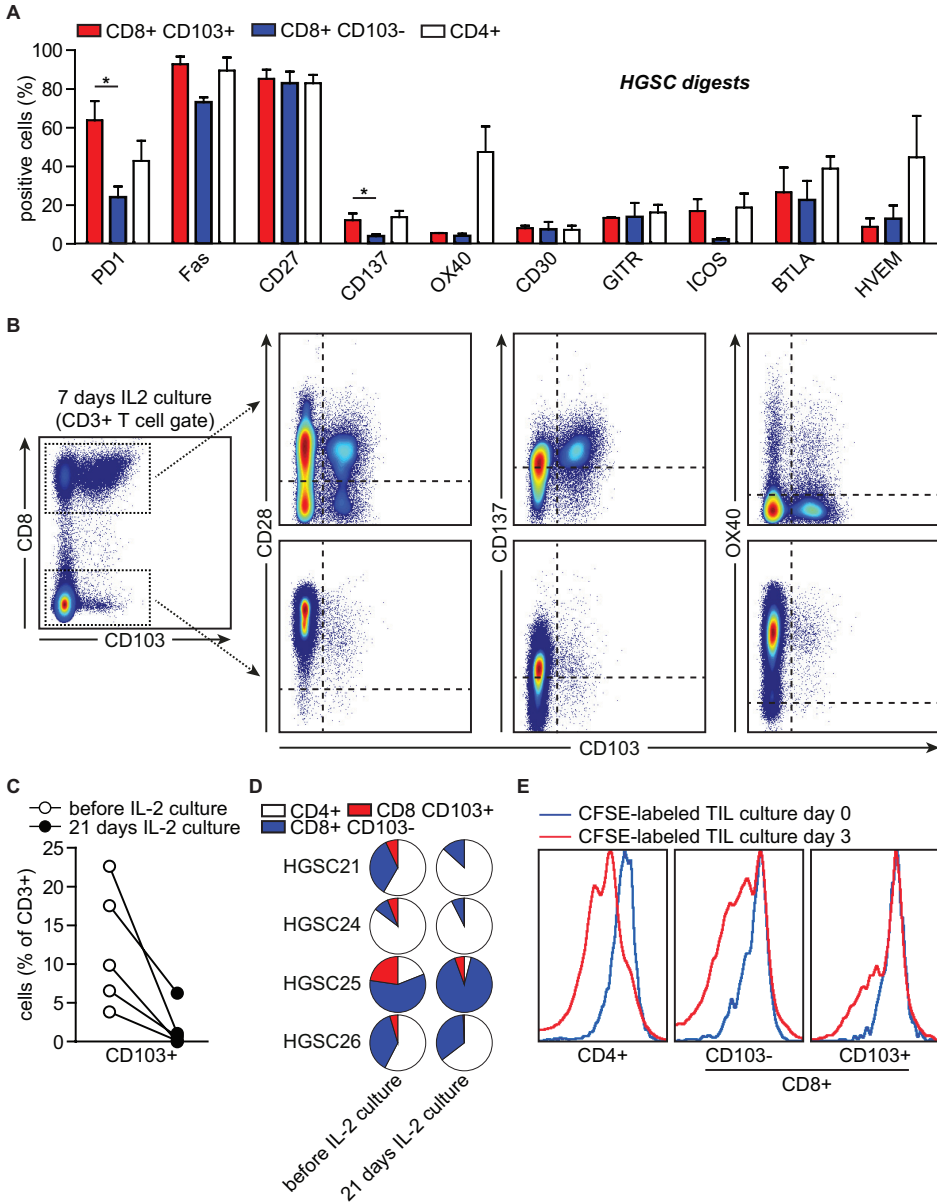 A
CD8+ CD103+ CD8+ CD103- CD4+
HGSC digests
positive cells (%)
100
80
60
40
20
0
*
*
PD1 Fas CD27 CD137 OX40 CD30 GITR ICOS BTLA HVEM
B
7 days IL2 culture
(CD3+ T cell gate)
CD8
CD103
CD28
CD137
OX40
CD103
C
before IL-2 culture
21 days IL-2 culture
cells (% of CD3+)
25
20
15
10
5
0
CD103+
D
CD4+ CD8 CD103+
CD8+ CD103-
HGSC21
HGSC24
HGSC25
HGSC26
before IL-2 culture
21 days IL-2 culture
E
CFSE-labeled TIL culture day 0
CFSE-labeled TIL culture day 3
CD4+ CD103- CD103+
CD8+